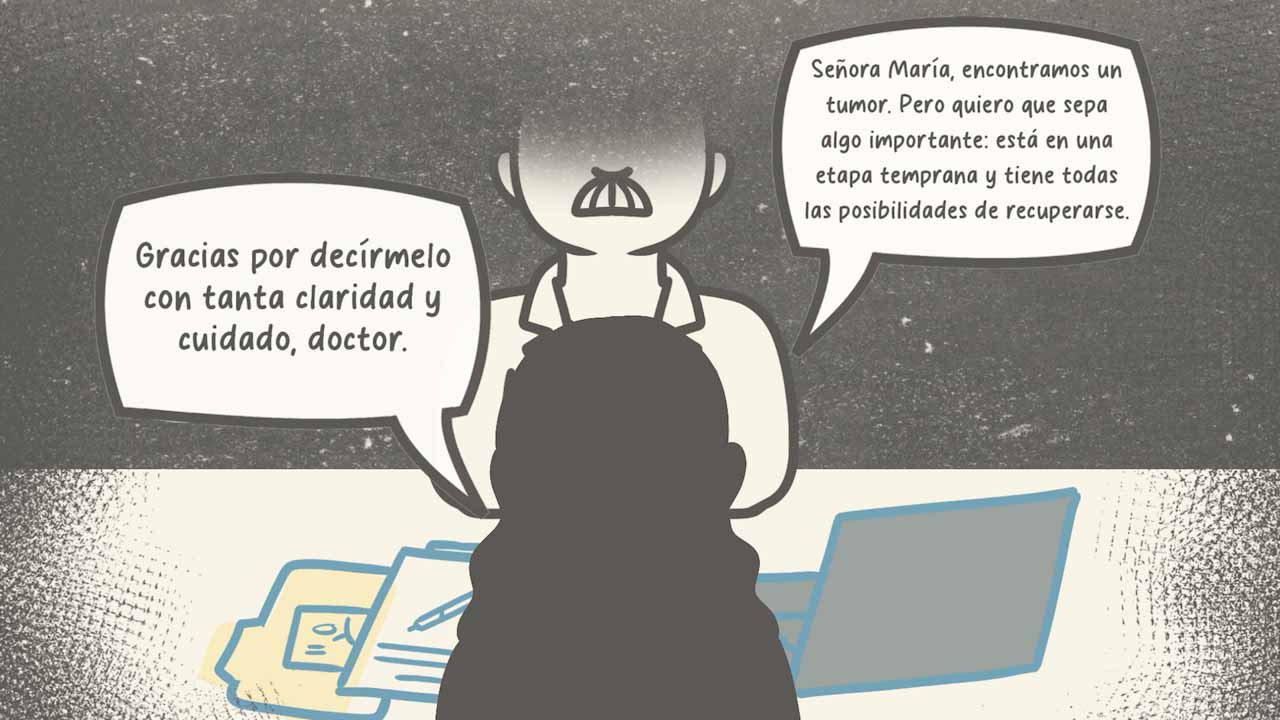 Señora María, encontramos un
tumor. Pero quiero que sepa
algo importante: está en una
etapa temprana y tiene todas
las posibilidades de recuperarse.
Gracias por decírmelo
con tanta claridad y
cuidado, doctor.